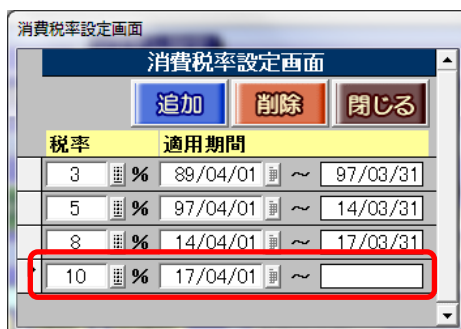 消費税率設定画面
消費税率設定画面
追加 削除 閉じる
税率 適用期間
3 % 89/04/01 ～ 97/03/31
5 % 97/04/01 ～ 14/03/31
8 % 14/04/01 ～ 17/03/31
10 % 17/04/01 ～